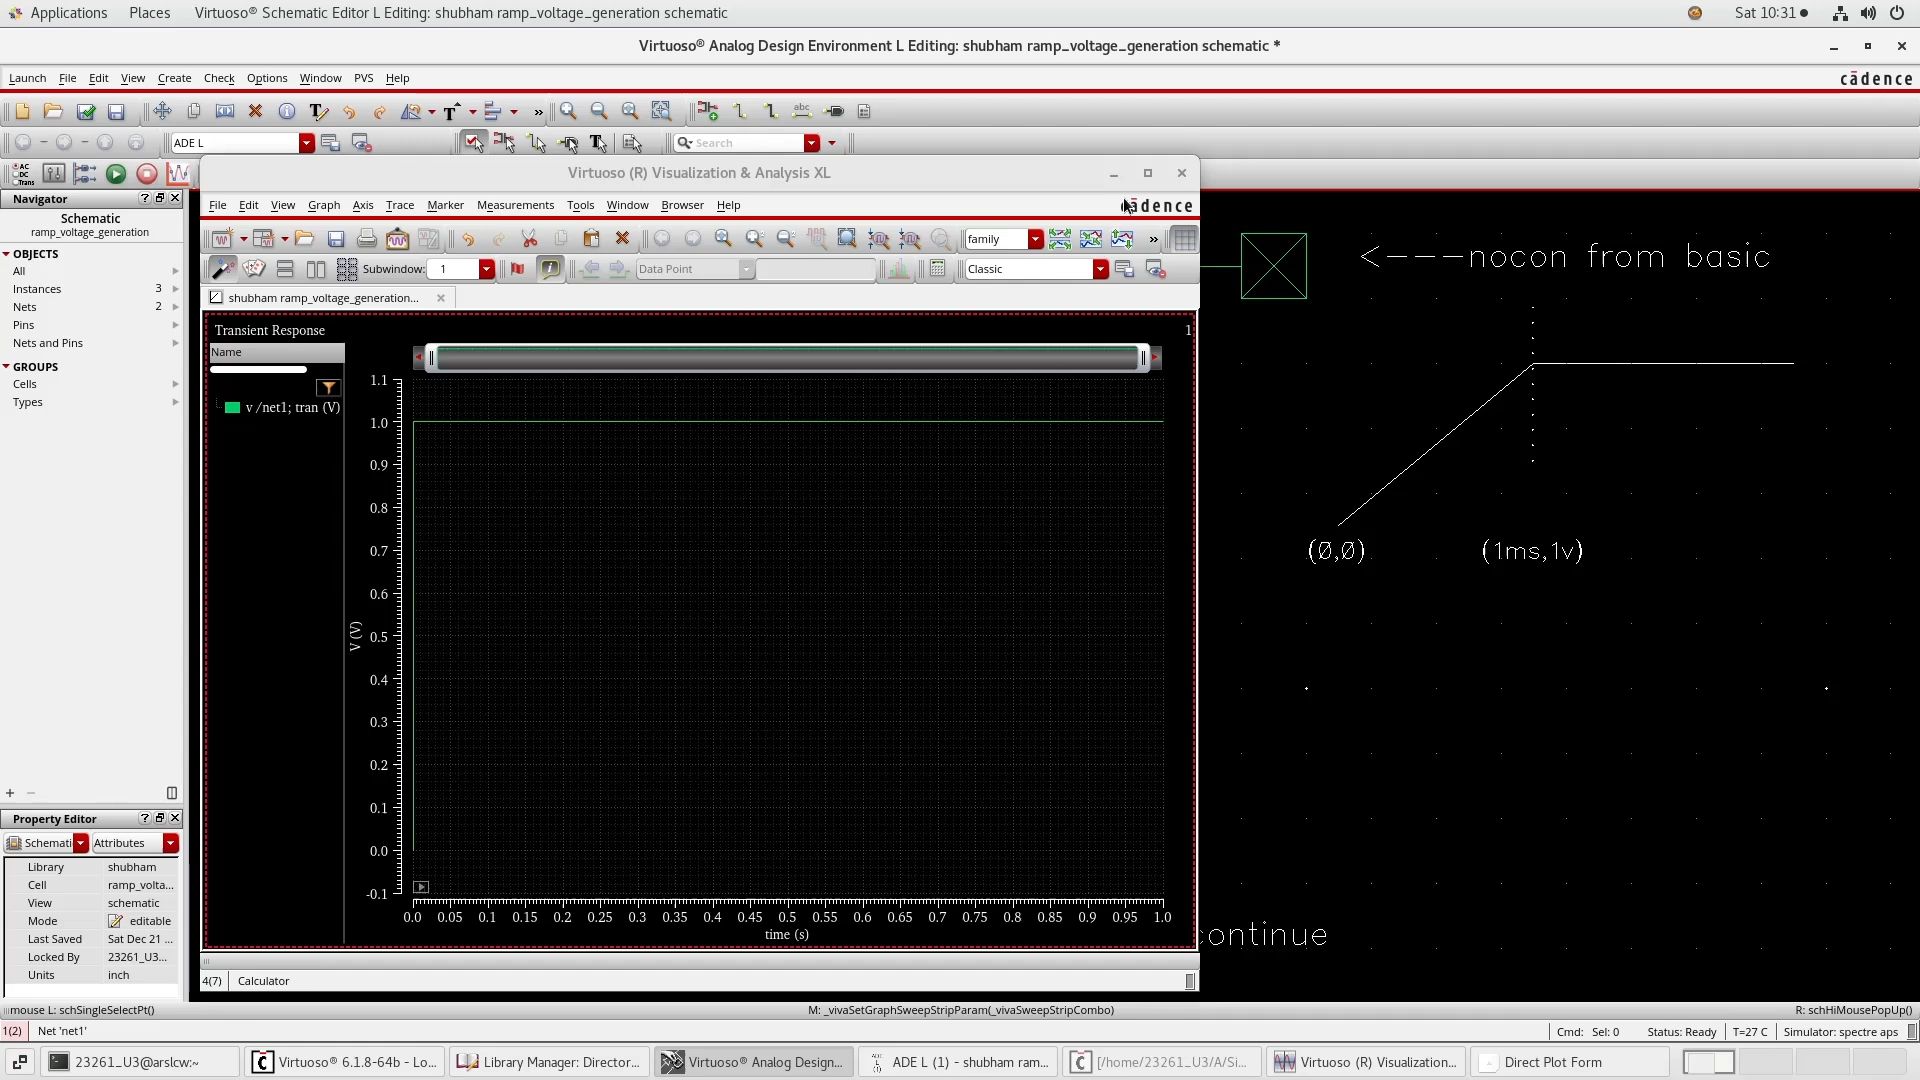 Applications Places Virtuoso® Schematic Editor L Editing: shubham ramp_voltage_generation schematic Sat 10:31
Virtuoso® Analog Design Environment L Editing: shubham ramp_voltage_generation schematic *
Launch File Edit View Create Check Options Window PVS Help cādence
ADE L Search
Virtuoso (R) Visualization & Analysis XL
File Edit View Graph Axis Trace Marker Measurements Tools Window Browser Help
family
Subwindow: 1 Data Point Classic
shubham ramp_voltage_generation...
Navigator
Schematic
ramp_voltage_generation
OBJECTS
All
Instances 3
Nets 2
Pins
Nets and Pins
GROUPS
Cells
Types
Transient Response 1
Name
v /net1; tran (V)
1.1
1.0
0.9
0.8
0.7
0.6
0.5
0.4
0.3
0.2
0.1
0.0
-0.1
V (V)
0.0 0.05 0.1 0.15 0.2 0.25 0.3 0.35 0.4 0.45 0.5 0.55 0.6 0.65 0.7 0.75 0.8 0.85 0.9 0.95 1.0
time (s)
<---nocon from basic
(0,0) (1ms,1v)
continue
Property Editor
Schemati Attributes
Library shubham
Cell ramp_volta...
View schematic
Mode editable
Last Saved Sat Dec 21 ...
Locked By 23261_U3...
Units inch
4(7) Calculator
mouse L: schSingleSelectPt() M: _vivaSetGraphSweepStripParam(_vivaSweepStripCombo) R: schHiMousePopUp()
1(2) Net 'net1' Cmd: Sel: 0 Status: Ready T=27 C Simulator: spectre aps
23261_U3@arslcw:~ Virtuoso® 6.1.8-64b - Lo... Library Manager: Director... Virtuoso® Analog Design... ADE L (1) - shubham ram... [/home/23261_U3/A/Si... Virtuoso (R) Visualization... Direct Plot Form